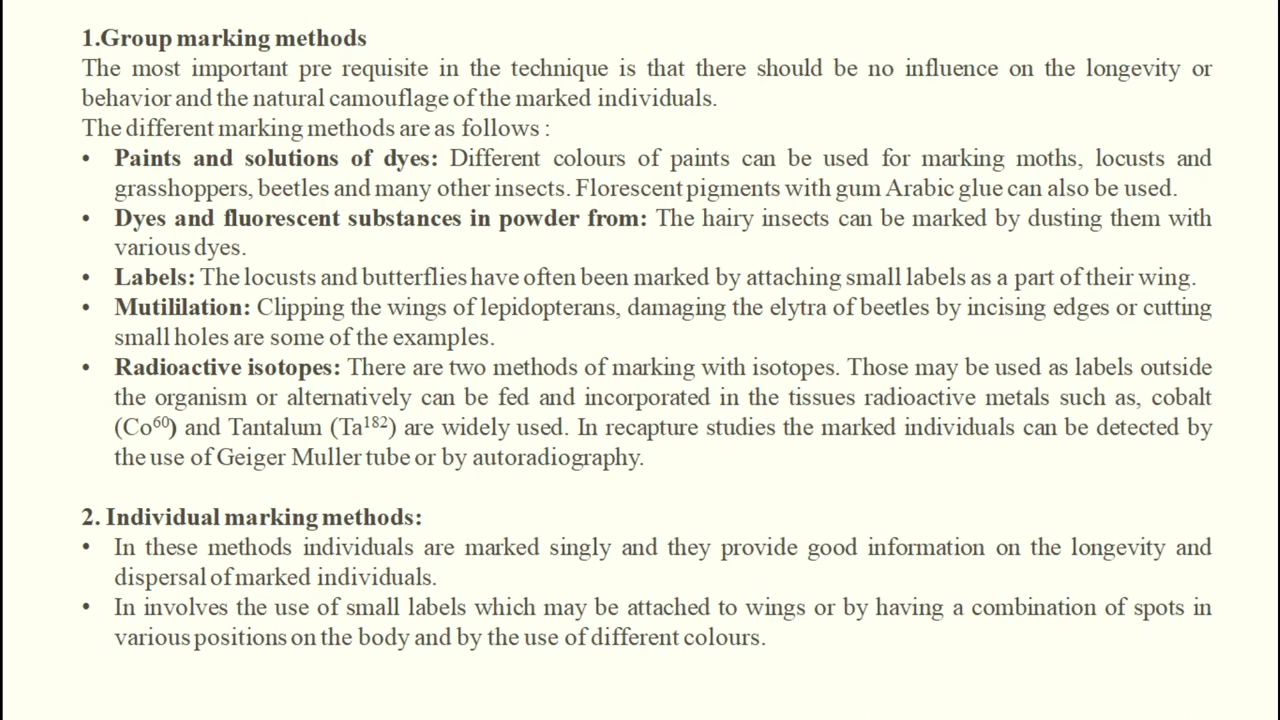 1.Group marking methods
The most important pre requisite in the technique is that there should be no influence on the longevity or
behavior and the natural camouflage of the marked individuals.
The different marking methods are as follows :
• Paints and solutions of dyes: Different colours of paints can be used for marking moths, locusts and
grasshoppers, beetles and many other insects. Florescent pigments with gum Arabic glue can also be used.
• Dyes and fluorescent substances in powder from: The hairy insects can be marked by dusting them with
various dyes.
• Labels: The locusts and butterflies have often been marked by attaching small labels as a part of their wing.
• Mutililation: Clipping the wings of lepidopterans, damaging the elytra of beetles by incising edges or cutting
small holes are some of the examples.
• Radioactive isotopes: There are two methods of marking with isotopes. Those may be used as labels outside
the organism or alternatively can be fed and incorporated in the tissues radioactive metals such as, cobalt
(Co⁶⁰) and Tantalum (Ta¹⁸²) are widely used. In recapture studies the marked individuals can be detected by
the use of Geiger Muller tube or by autoradiography.
2. Individual marking methods:
• In these methods individuals are marked singly and they provide good information on the longevity and
dispersal of marked individuals.
• In involves the use of small labels which may be attached to wings or by having a combination of spots in
various positions on the body and by the use of different colours.